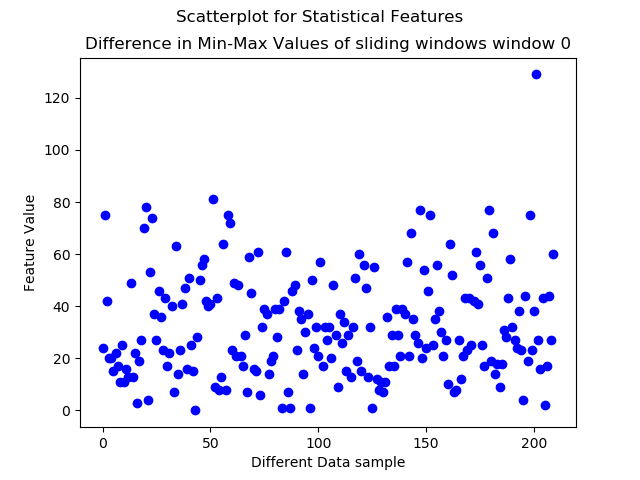 Scatterplot for Statistical Features
Difference in Min-Max Values of sliding windows window 0
120
100
80
60
40
20
0
Feature Value
0 50 100 150 200
Different Data sample